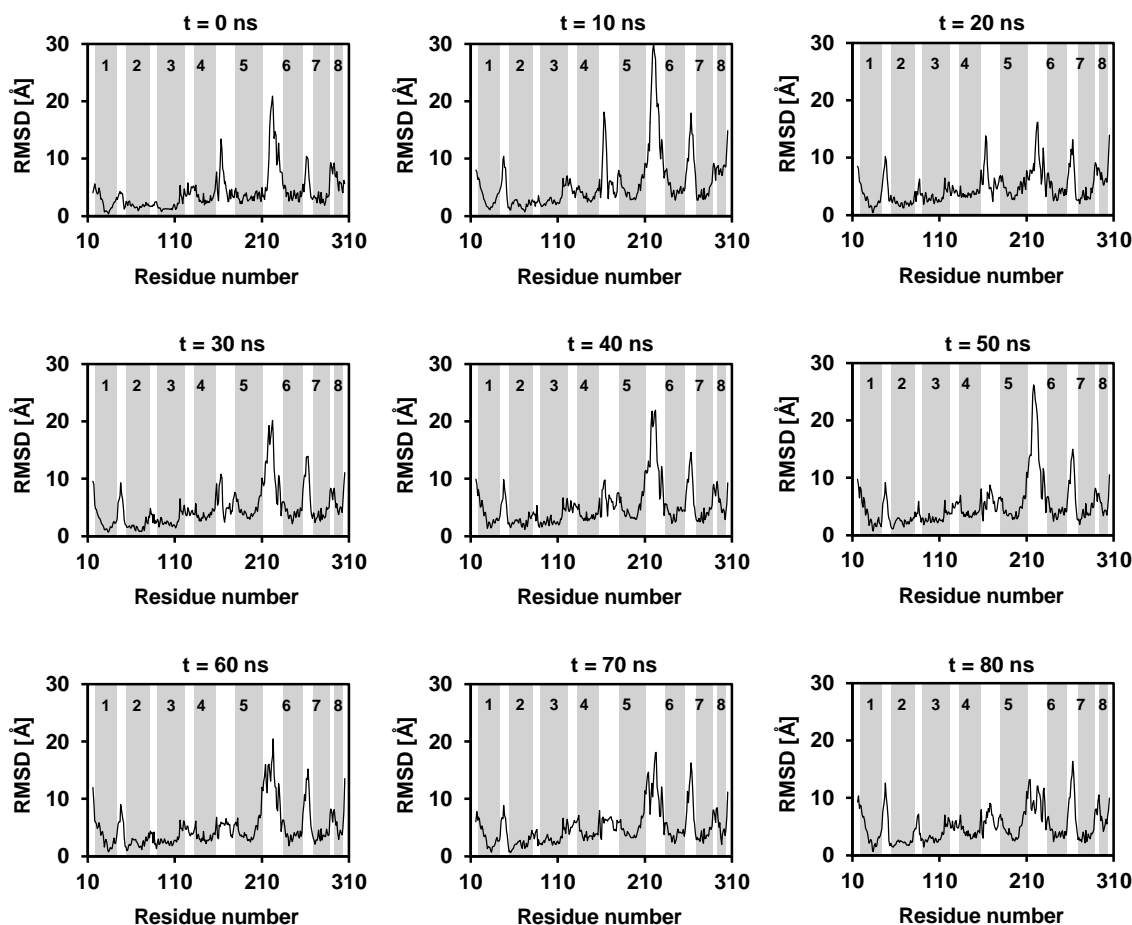 t = 0 ns
t = 10 ns
t = 20 ns
30
20
10
0
RMSD [Å]
1 2 3 4 5 6 7 8
10 110 210 310
Residue number
30
20
10
0
RMSD [Å]
1 2 3 4 5 6 7 8
10 110 210 310
Residue number
30
20
10
0
RMSD [Å]
1 2 3 4 5 6 7 8
10 110 210 310
Residue number
t = 30 ns
t = 40 ns
t = 50 ns
30
20
10
0
RMSD [Å]
1 2 3 4 5 6 7 8
10 110 210 310
Residue number
30
20
10
0
RMSD [Å]
1 2 3 4 5 6 7 8
10 110 210 310
Residue number
30
20
10
0
RMSD [Å]
1 2 3 4 5 6 7 8
10 110 210 310
Residue number
t = 60 ns
t = 70 ns
t = 80 ns
30
20
10
0
RMSD [Å]
1 2 3 4 5 6 7 8
10 110 210 310
Residue number
30
20
10
0
RMSD [Å]
1 2 3 4 5 6 7 8
10 110 210 310
Residue number
30
20
10
0
RMSD [Å]
1 2 3 4 5 6 7 8
10 110 210 310
Residue number